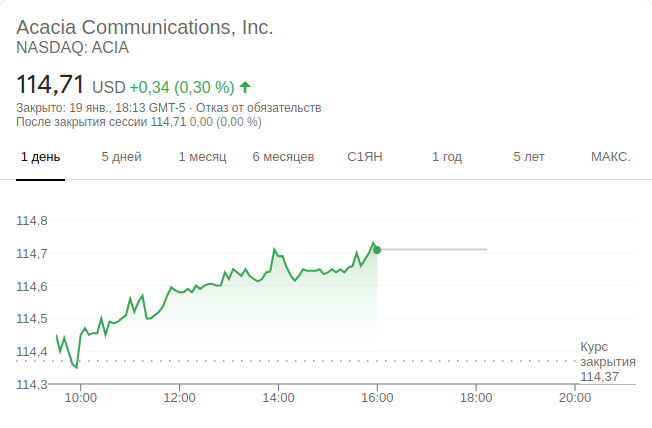 Acacia Communications, Inc.
NASDAQ: ACIA
114,71 USD +0,34 (0,30 %)
Закрыто: 19 янв., 18:13 GMT-5 · Отказ от обязательств
После закрытия сессии 114,71 0,00 (0,00 %)
1 день 5 дней 1 месяц 6 месяцев С1ЯН 1 год 5 лет МАКС.
114,8
114,7
114,6
114,5
114,4
114,3
Курс
закрытия
114,37
10:00 12:00 14:00 16:00 18:00 20:00